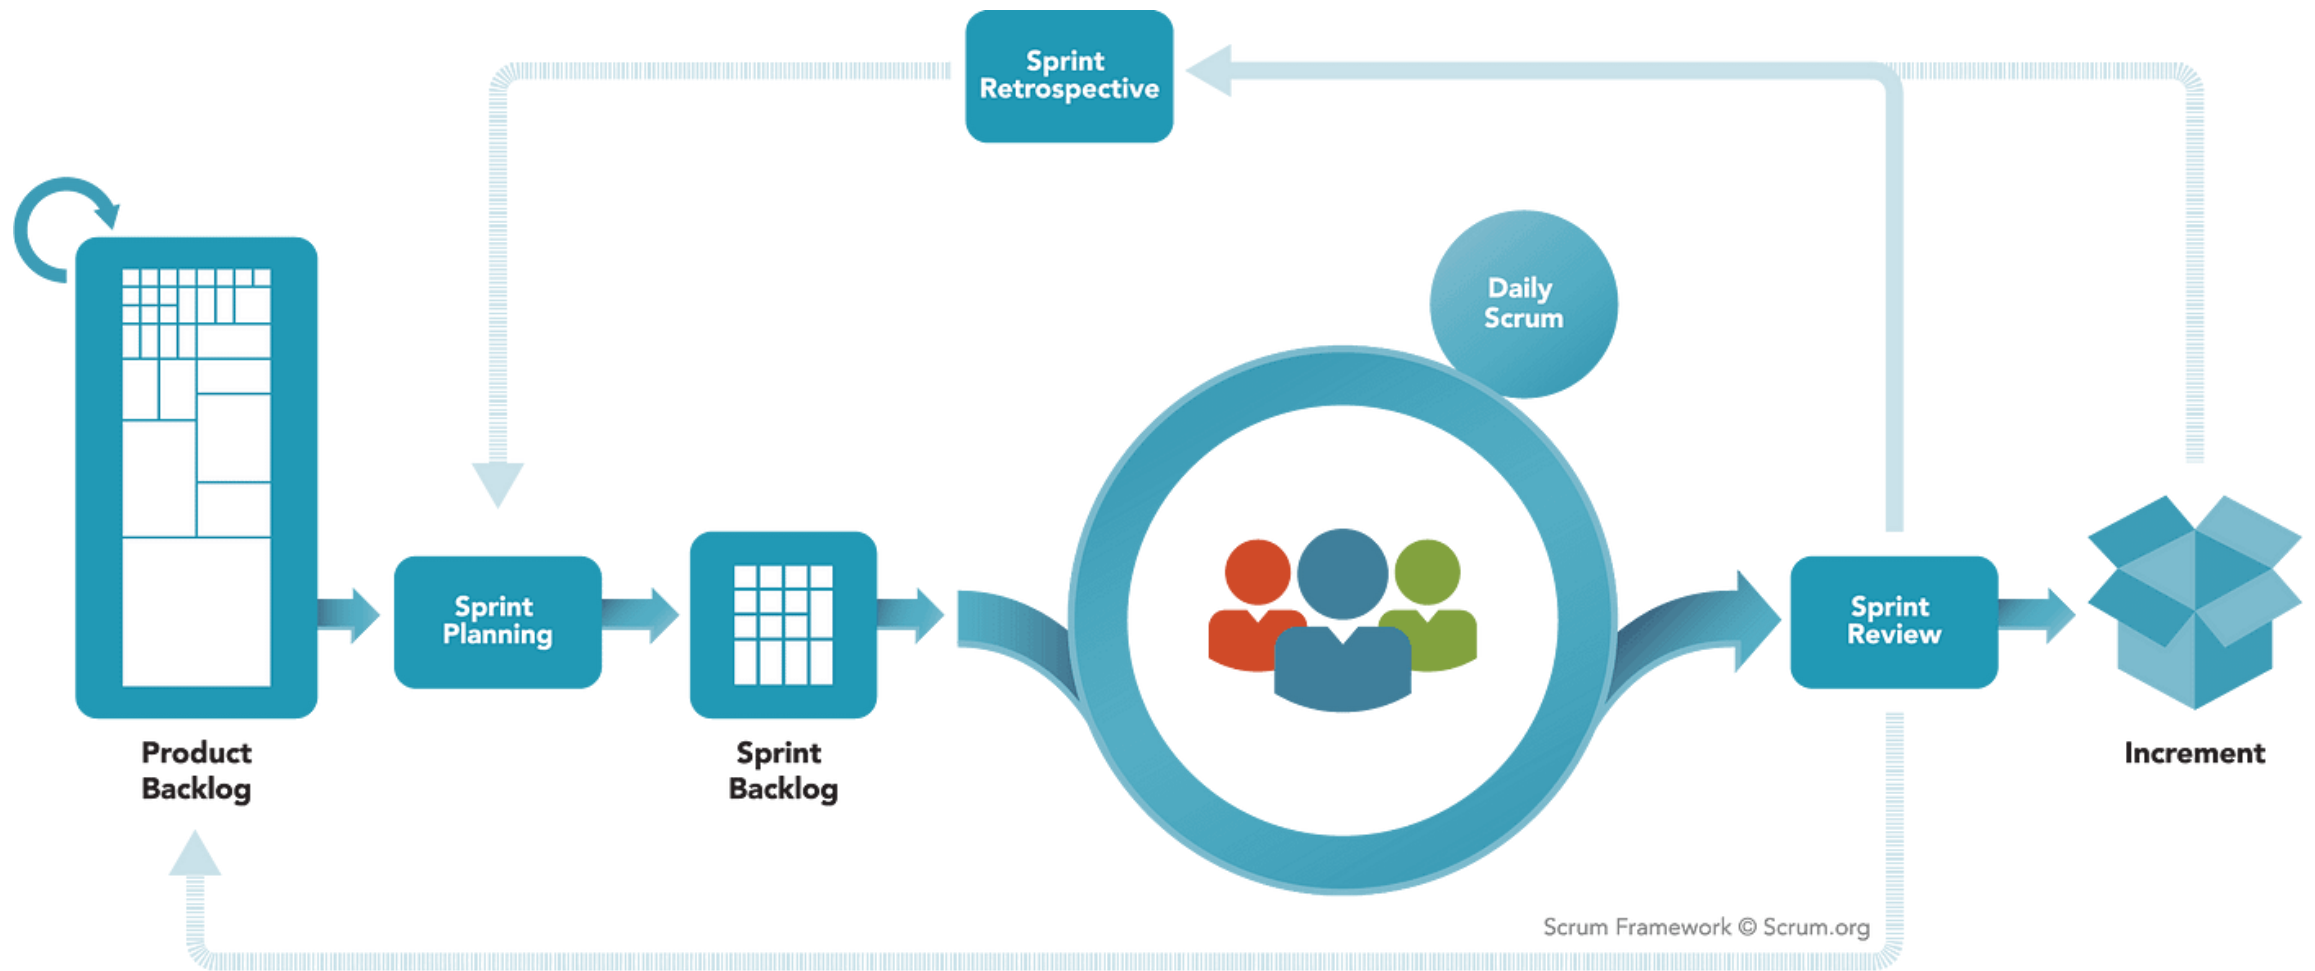 Sprint
Retrospective
Daily
Scrum
Sprint
Planning
Sprint
Review
Product
Backlog
Sprint
Backlog
Increment
Scrum Framework © Scrum.org